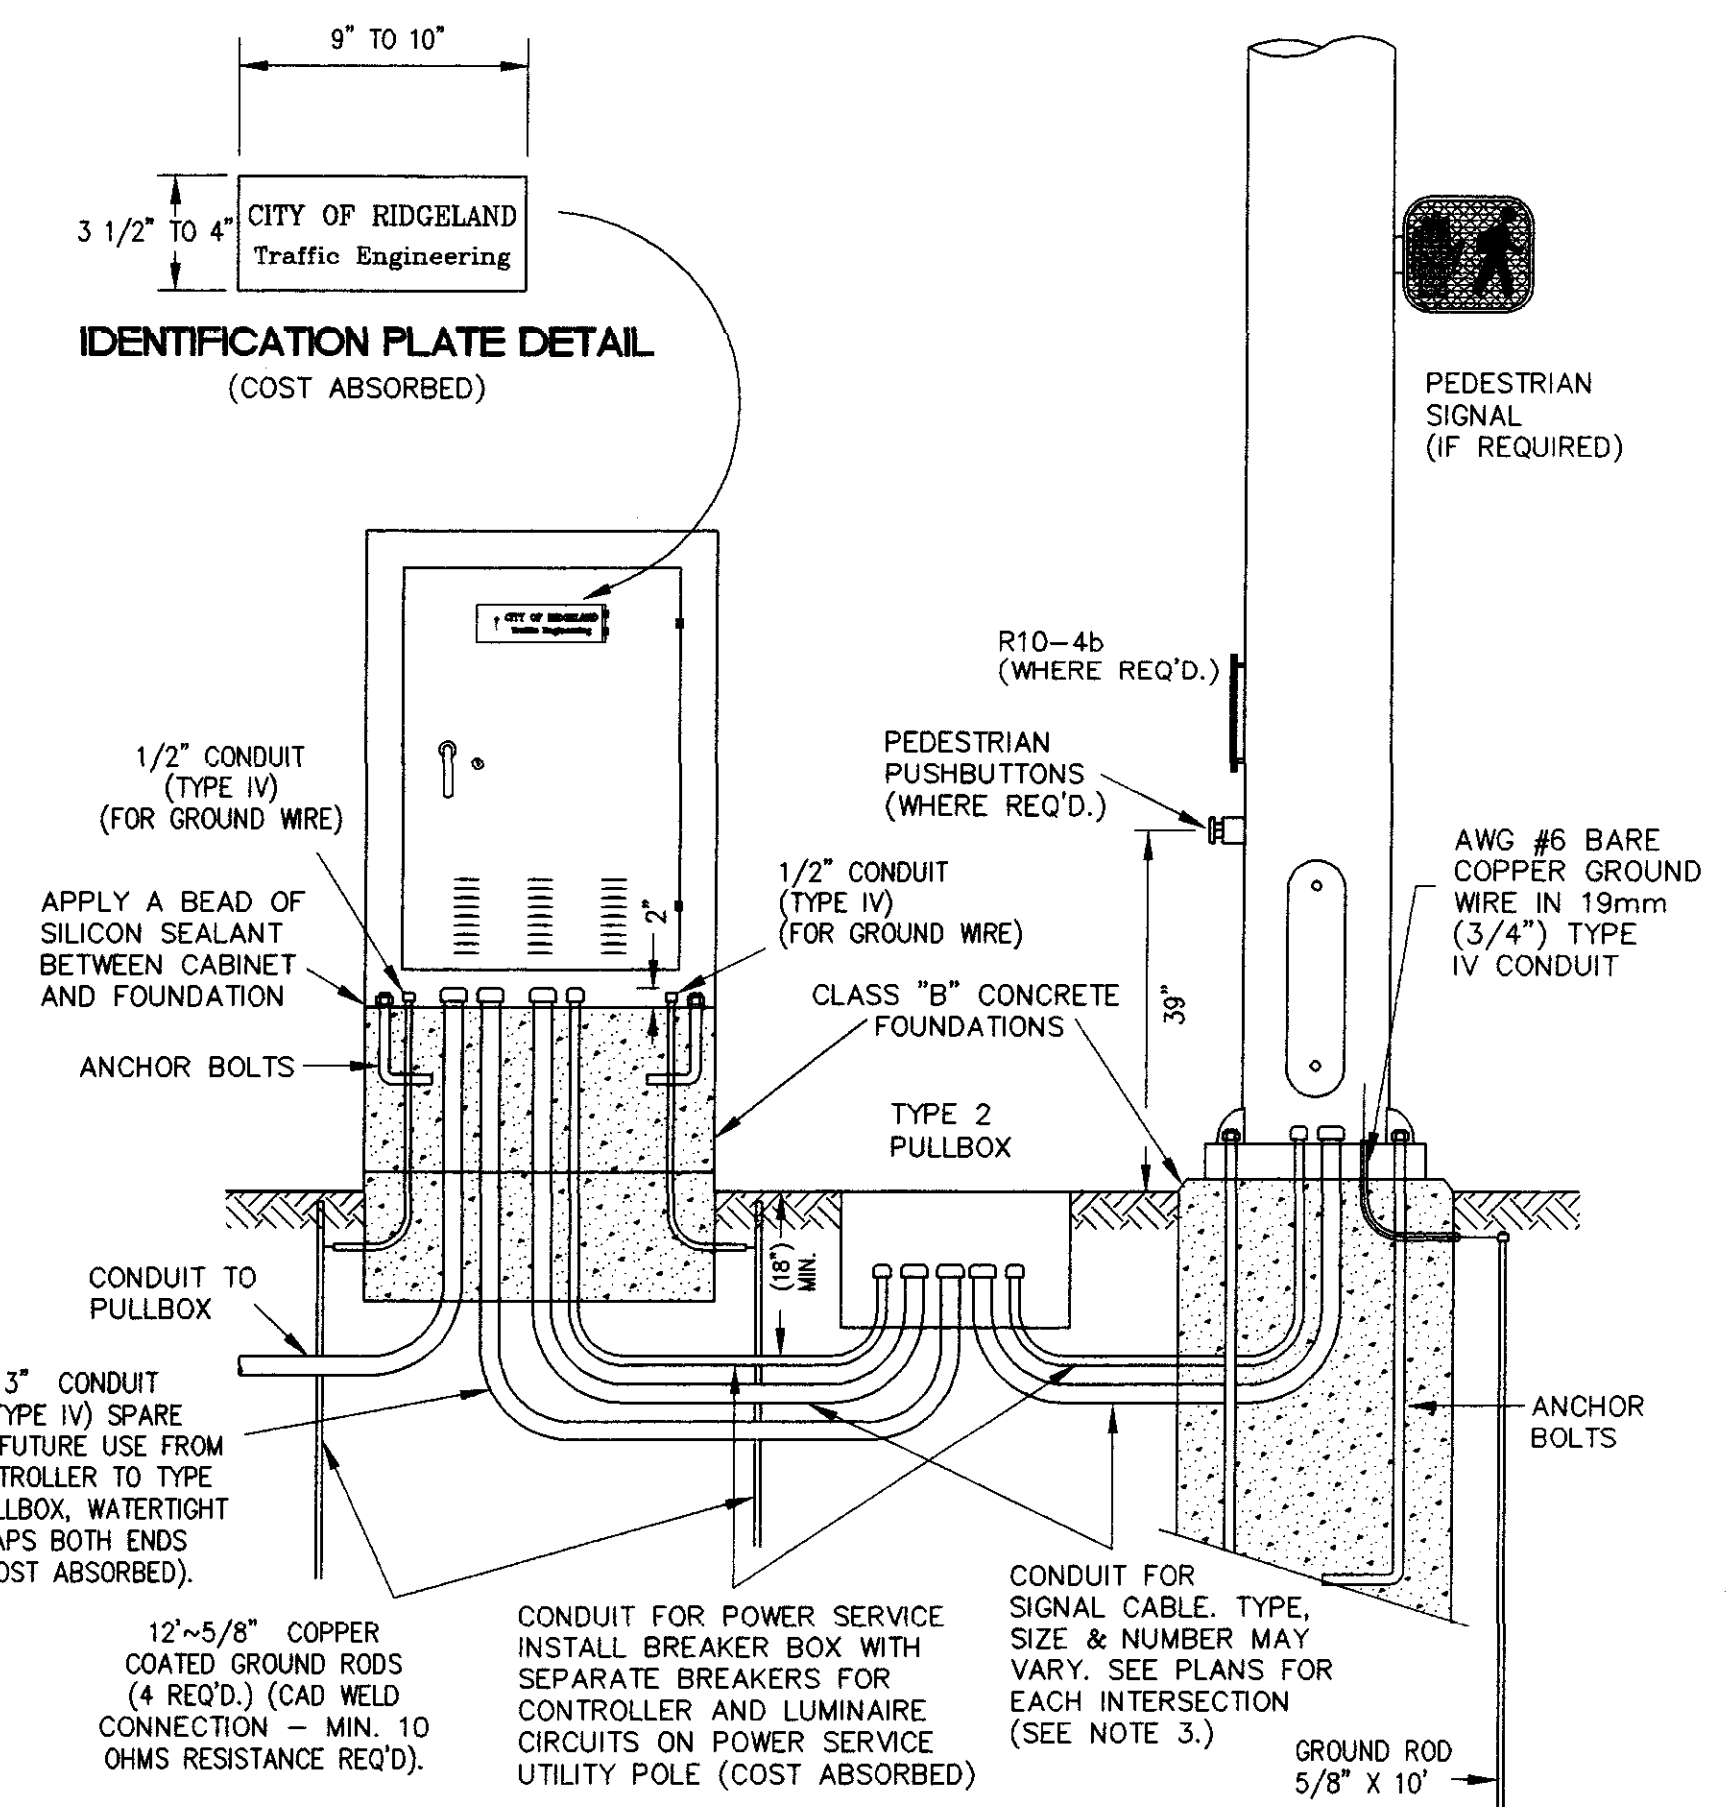 9" TO 10"
3 1/2" TO 4"
CITY OF RIDGELAND
Traffic Engineering
IDENTIFICATION PLATE DETAIL
(COST ABSORBED)
PEDESTRIAN
SIGNAL
(IF REQUIRED)
CITY OF RIDGELAND
Traffic Engineering
R10-4b
(WHERE REQ'D.)
PEDESTRIAN
PUSHBUTTONS
(WHERE REQ'D.)
1/2" CONDUIT
(TYPE IV)
(FOR GROUND WIRE)
APPLY A BEAD OF
SILICON SEALANT
BETWEEN CABINET
AND FOUNDATION
ANCHOR BOLTS
2"
1/2" CONDUIT
(TYPE IV)
(FOR GROUND WIRE)
CLASS "B" CONCRETE
FOUNDATIONS
39"
AWG #6 BARE
COPPER GROUND
WIRE IN 19mm
(3/4") TYPE
IV CONDUIT
TYPE 2
PULLBOX
(18")
MIN.
CONDUIT TO
PULLBOX
3" CONDUIT
TYPE IV) SPARE
FUTURE USE FROM
TROLLER TO TYPE
LLBOX, WATERTIGHT
APS BOTH ENDS
OST ABSORBED).
ANCHOR
BOLTS
12'~5/8" COPPER
COATED GROUND RODS
(4 REQ'D.) (CAD WELD
CONNECTION - MIN. 10
OHMS RESISTANCE REQ'D).
CONDUIT FOR POWER SERVICE
INSTALL BREAKER BOX WITH
SEPARATE BREAKERS FOR
CONTROLLER AND LUMINAIRE
CIRCUITS ON POWER SERVICE
UTILITY POLE (COST ABSORBED)
CONDUIT FOR
SIGNAL CABLE. TYPE,
SIZE & NUMBER MAY
VARY. SEE PLANS FOR
EACH INTERSECTION
(SEE NOTE 3.)
GROUND ROD
5/8" X 10'